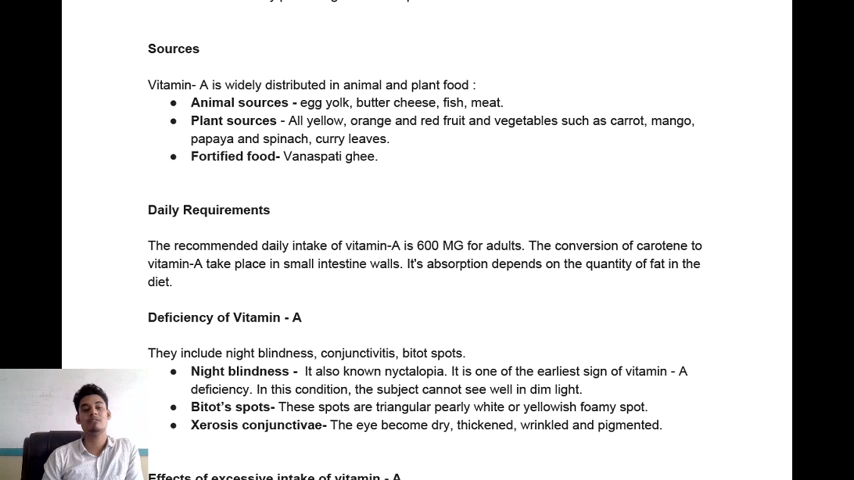 Sources
Vitamin- A is widely distributed in animal and plant food :
● Animal sources - egg yolk, butter cheese, fish, meat.
● Plant sources - All yellow, orange and red fruit and vegetables such as carrot, mango,
papaya and spinach, curry leaves.
● Fortified food- Vanaspati ghee.
Daily Requirements
The recommended daily intake of vitamin-A is 600 MG for adults. The conversion of carotene to
vitamin-A take place in small intestine walls. It's absorption depends on the quantity of fat in the
diet.
Deficiency of Vitamin - A
They include night blindness, conjunctivitis, bitot spots.
● Night blindness - It also known nyctalopia. It is one of the earliest sign of vitamin - A
deficiency. In this condition, the subject cannot see well in dim light.
● Bitot's spots- These spots are triangular pearly white or yellowish foamy spot.
● Xerosis conjunctivae- The eye become dry, thickened, wrinkled and pigmented.
Effects of excessive intake of vitamin - A